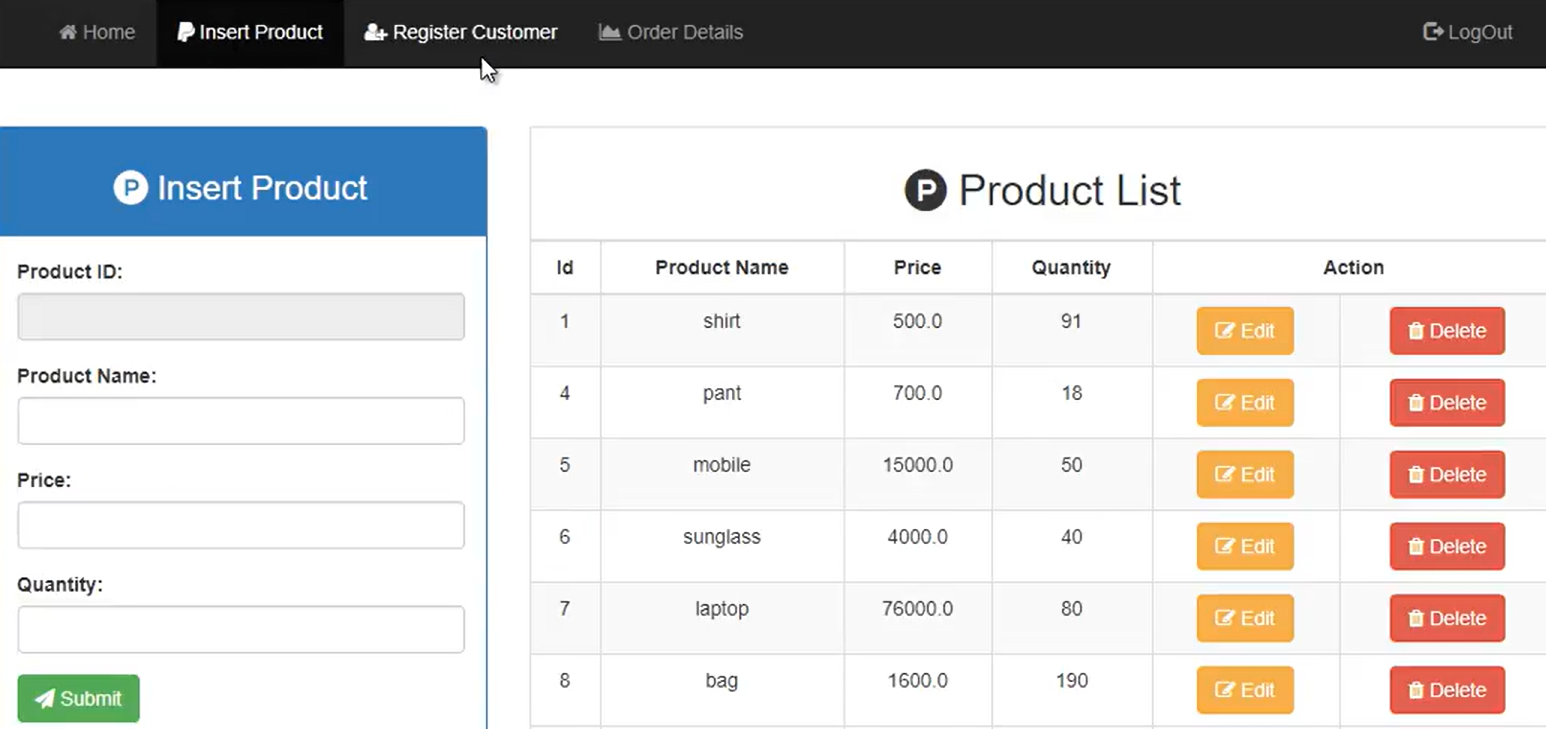 Home Insert Product Register Customer Order Details LogOut
P Insert Product
Product ID:
Product Name:
Price:
Quantity:
Submit
P Product List
Id Product Name Price Quantity Action
1 shirt 500.0 91 Edit Delete
4 pant 700.0 18 Edit Delete
5 mobile 15000.0 50 Edit Delete
6 sunglass 4000.0 40 Edit Delete
7 laptop 76000.0 80 Edit Delete
8 bag 1600.0 190 Edit Delete